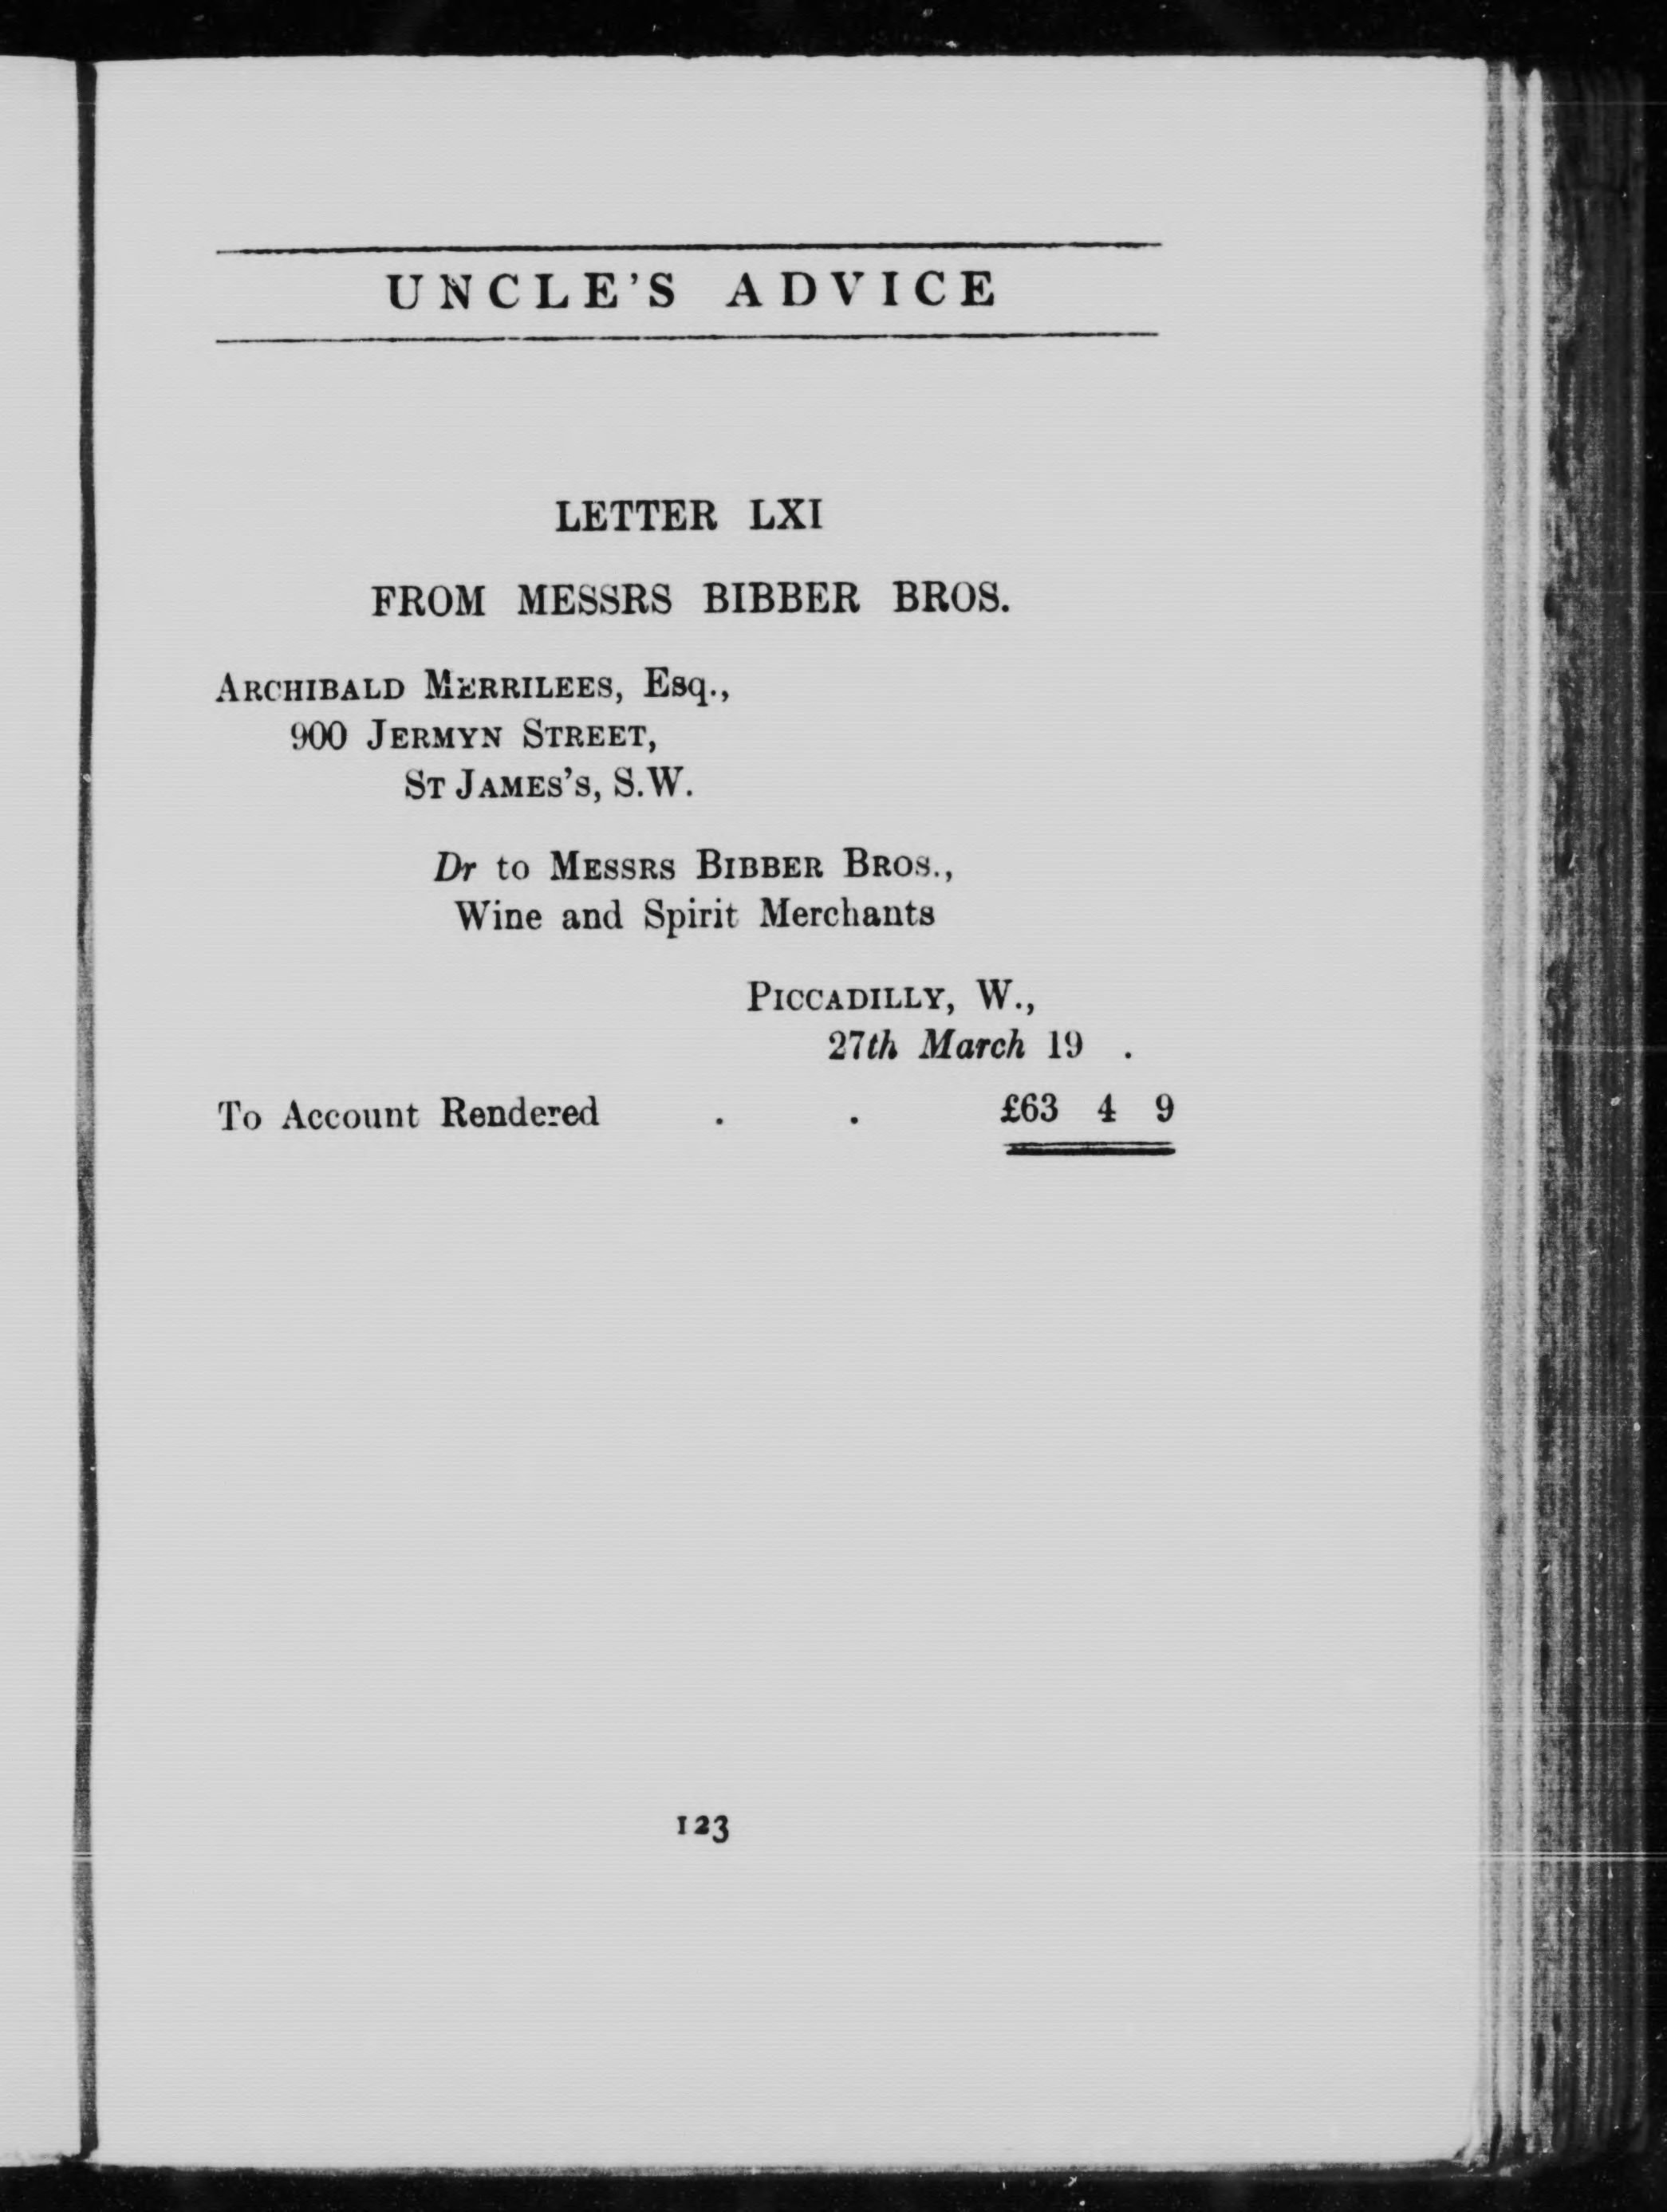 UNCLE'S ADVICE
LETTER LXI
FROM MESSRS BIBBER BROS.
ARCHIBALD MERRILEES, Esq.,
900 JERMYN STREET,
ST JAMES'S, S.W.
Dr to MESSRS BIBBER BROS.,
Wine and Spirit Merchants
PICCADILLY, W.,
27th March 19 .
To Account Rendered . . £63 4 9
123